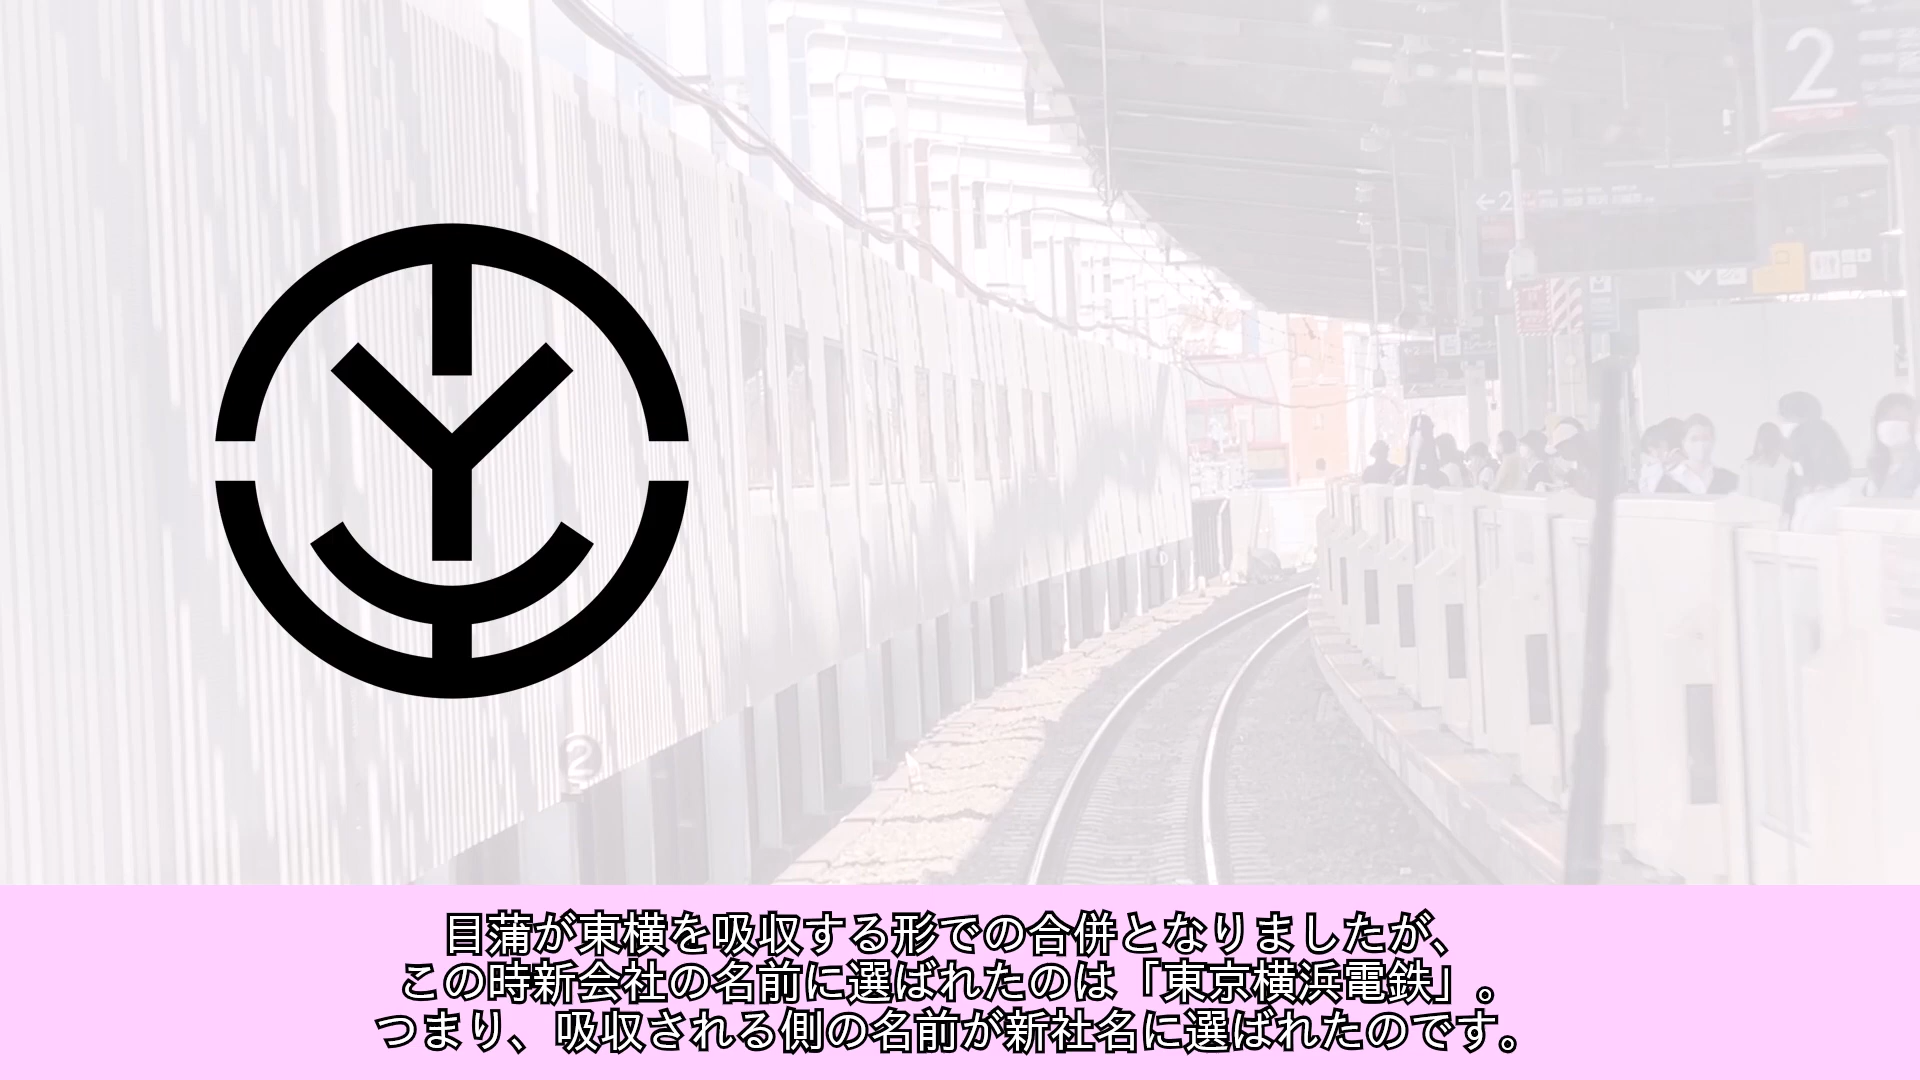 2
←2
2
目蒲が東横を吸収する形での合併となりましたが、
この時新会社の名前に選ばれたのは「東京横浜電鉄」。
つまり、吸収される側の名前が新社名に選ばれたのです。